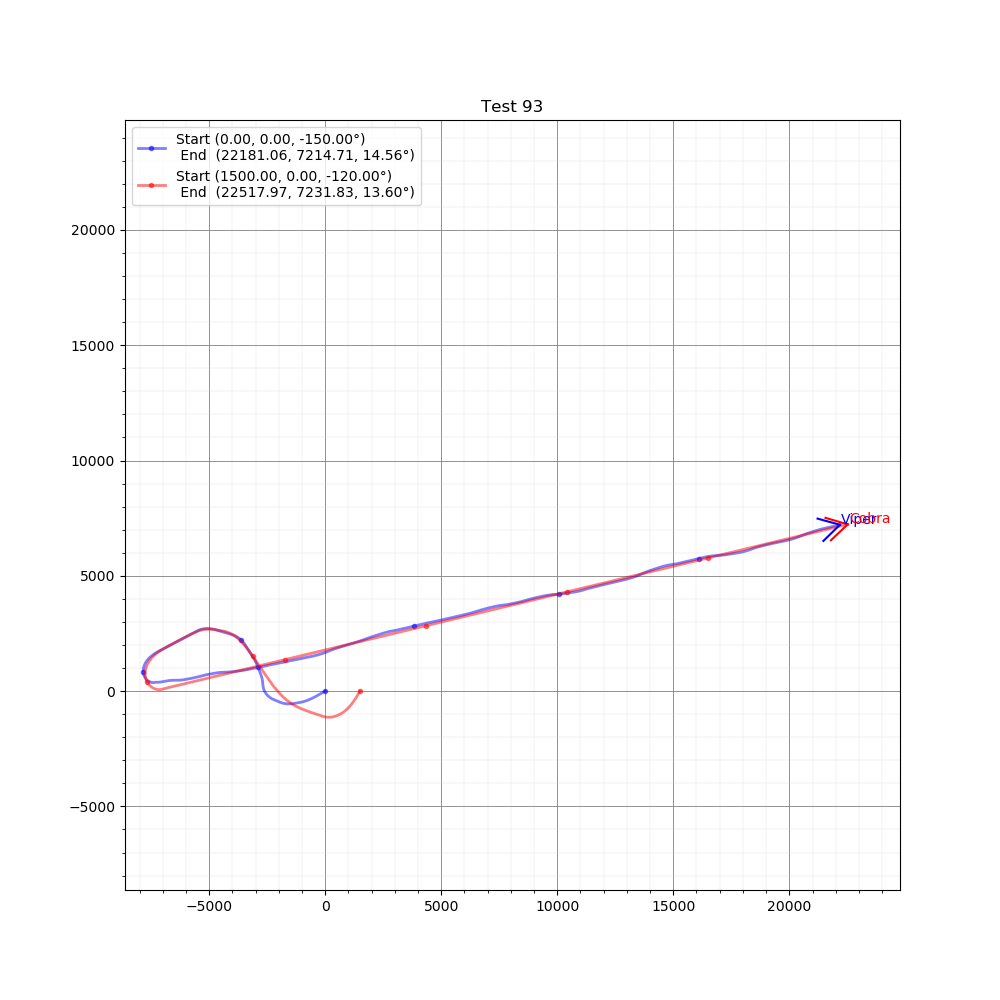 Test 93
Start (0.00, 0.00, -150.00°)
End (22181.06, 7214.71, 14.56°)
Start (1500.00, 0.00, -120.00°)
End (22517.97, 7231.83, 13.60°)
20000
15000
10000
5000
0
−5000
Viper
Cobra
−5000 0 5000 10000 15000 20000